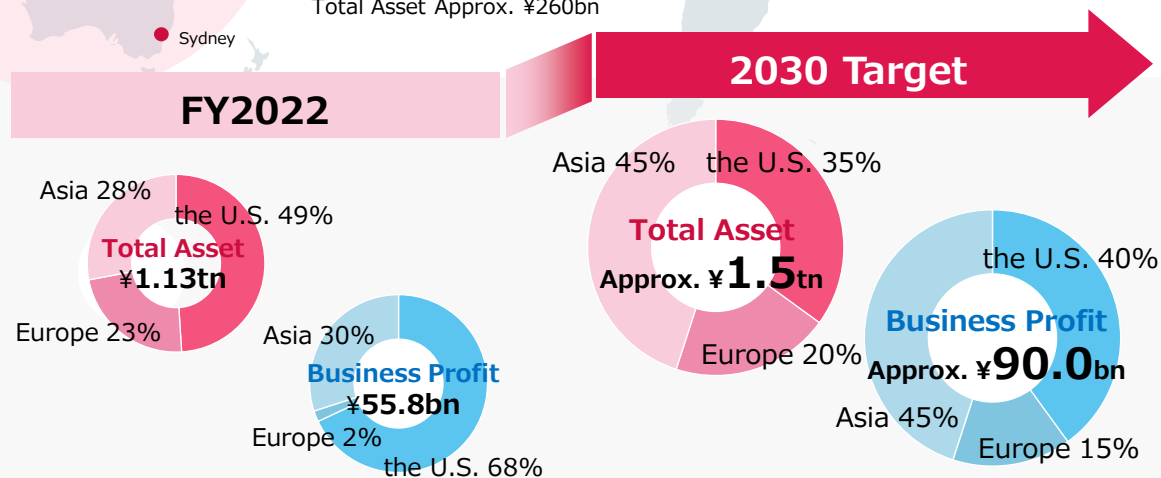 Total Asset Approx. ¥260bn
Sydney
FY2022
2030 Target
Asia 28%
the U.S. 49%
Total Asset
¥1.13tn
Europe 23%
Asia 30%
Business Profit
¥55.8bn
Europe 2%
the U.S. 68%
Asia 45%
the U.S. 35%
Total Asset
Approx. ¥1.5tn
Europe 20%
the U.S. 40%
Business Profit
Approx. ¥90.0bn
Asia 45%
Europe 15%